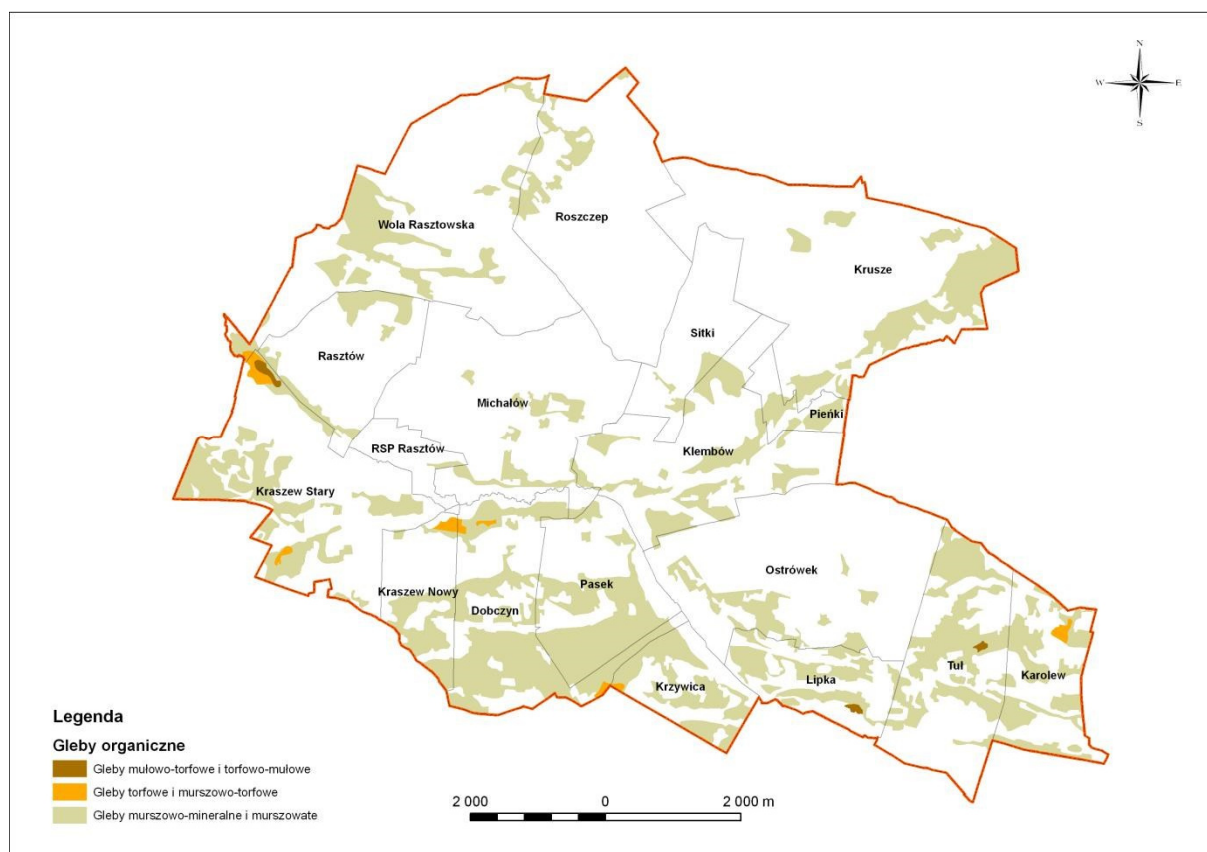 N
W E
S
Roszczep
Wola Rasztowska
Krusze
Sitki
Rasztów
Michałów
Pieńki
RSP Rasztów
Klembów
Kraszew Stary
Ostrówek
Pasek
Kraszew Nowy
Dobczyn
Tuł
Karolew
Lipka
Krzywica
Legenda
Gleby organiczne
Gleby mułowo-torfowe i torfowo-mułowe
Gleby torfowe i murszowo-torfowe
Gleby murszowo-mineralne i murszowate
2 000 0 2 000 m